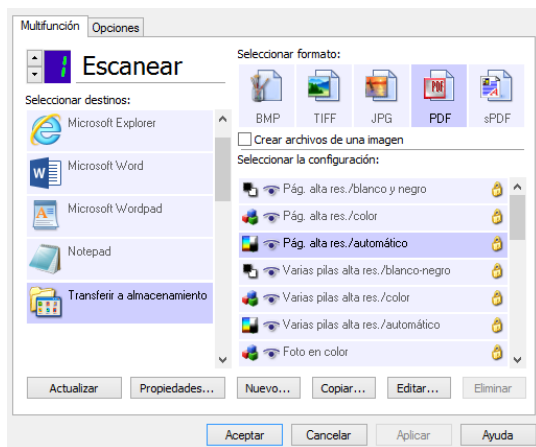 Multifunción
Opciones
1
Escanear
Seleccionar destinos:
Microsoft Explorer
Microsoft Word
Microsoft Wordpad
Notepad
Transferir a almacenamiento
Actualizar
Propiedades...
Seleccionar formato:
BMP
TIFF
JPG
PDF
sPDF
Crear archivos de una imagen
Seleccionar la configuración:
Pág. alta res./blanco y negro
Pág. alta res./color
Pág. alta res./automático
Varias pilas alta res./blanco-negro
Varias pilas alta res./color
Varias pilas alta res./automático
Foto en color
Nuevo...
Copiar...
Editar...
Eliminar
Aceptar
Cancelar
Aplicar
Ayuda